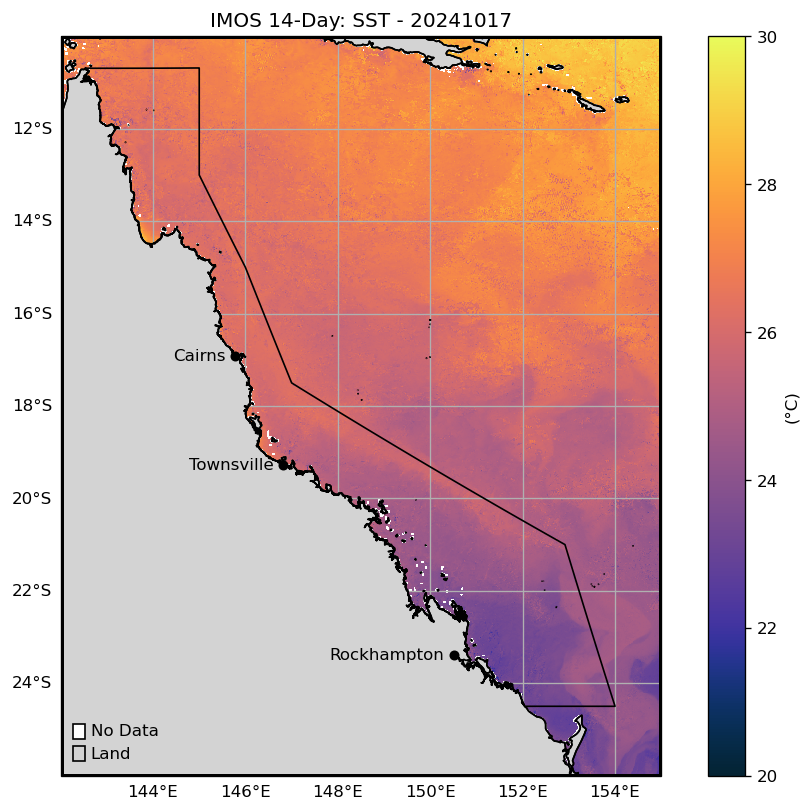 IMOS 14-Day: SST - 20241017
30
12°S
28
14°S
16°S
26
Cairns
(°C)
18°S
Townsville
24
20°S
22°S
22
Rockhampton
24°S
No Data
Land
20
144°E 146°E 148°E 150°E 152°E 154°E